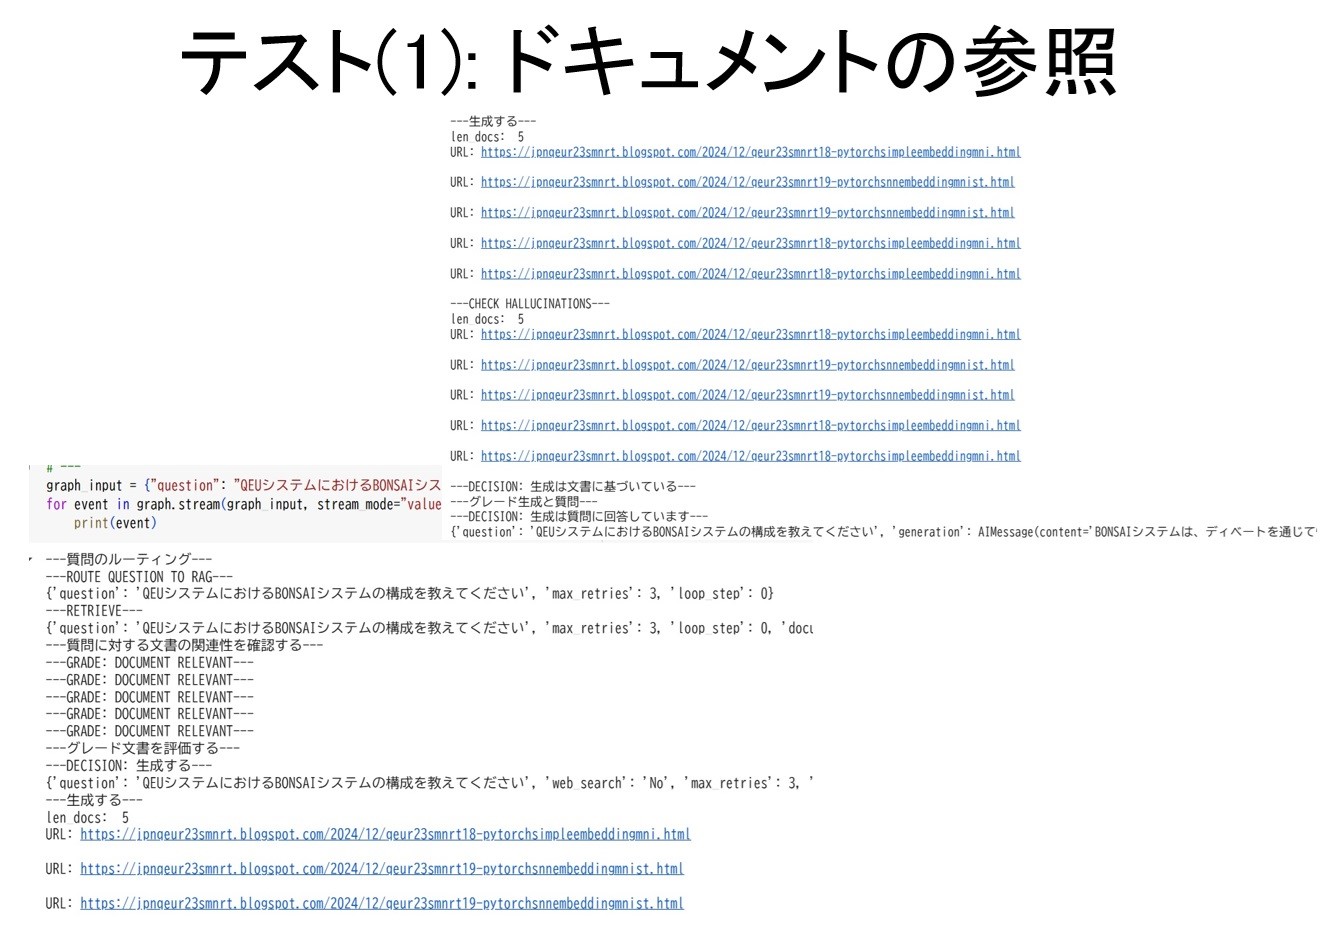 テスト(1): ドキュメントの参照
---生成する---
len_docs:  5
URL: https://jpnqeur23smnrt.blogspot.com/2024/12/qeur23smnrt18-pytorchsimpleembeddingmni.html
URL: https://jpnqeur23smnrt.blogspot.com/2024/12/qeur23smnrt19-pytorchsnnembeddingmnist.html
URL: https://jpnqeur23smnrt.blogspot.com/2024/12/qeur23smnrt19-pytorchsnnembeddingmnist.html
URL: https://jpnqeur23smnrt.blogspot.com/2024/12/qeur23smnrt18-pytorchsimpleembeddingmni.html
URL: https://jpnqeur23smnrt.blogspot.com/2024/12/qeur23smnrt18-pytorchsimpleembeddingmni.html
---CHECK HALLUCINATIONS---
len_docs:  5
URL: https://jpnqeur23smnrt.blogspot.com/2024/12/qeur23smnrt18-pytorchsimpleembeddingmni.html
URL: https://jpnqeur23smnrt.blogspot.com/2024/12/qeur23smnrt19-pytorchsnnembeddingmnist.html
URL: https://jpnqeur23smnrt.blogspot.com/2024/12/qeur23smnrt19-pytorchsnnembeddingmnist.html
URL: https://jpnqeur23smnrt.blogspot.com/2024/12/qeur23smnrt18-pytorchsimpleembeddingmni.html
URL: https://jpnqeur23smnrt.blogspot.com/2024/12/qeur23smnrt18-pytorchsimpleembeddingmni.html
---DECISION: 生成は文書に基づいている---
---グレード生成と質問---
---DECISION: 生成は質問に回答しています---
{'question': 'QEUシステムにおけるBONSAIシステムの構成を教えてください', 'generation': AIMessage(content='BONSAIシステムは、ディベートを通じて
# ---
graph_input = {"question": "QEUシステムにおけるBONSAIシス
for event in graph.stream(graph_input, stream_mode="value
print(event)
---質問のルーティング---
---ROUTE QUESTION TO RAG---
{'question': 'QEUシステムにおけるBONSAIシステムの構成を教えてください', 'max_retries': 3, 'loop_step': 0}
---RETRIEVE---
{'question': 'QEUシステムにおけるBONSAIシステムの構成を教えてください', 'max_retries': 3, 'loop_step': 0, 'docu
---質問に対する文書の関連性を確認する---
---GRADE: DOCUMENT RELEVANT---
---GRADE: DOCUMENT RELEVANT---
---GRADE: DOCUMENT RELEVANT---
---GRADE: DOCUMENT RELEVANT---
---GRADE: DOCUMENT RELEVANT---
---グレード文書を評価する---
---DECISION: 生成する---
{'question': 'QEUシステムにおけるBONSAIシステムの構成を教えてください', 'web_search': 'No', 'max_retries': 3, '
---生成する---
len_docs:  5
URL: https://jpnqeur23smnrt.blogspot.com/2024/12/qeur23smnrt18-pytorchsimpleembeddingmni.html
URL: https://jpnqeur23smnrt.blogspot.com/2024/12/qeur23smnrt19-pytorchsnnembeddingmnist.html
URL: https://jpnqeur23smnrt.blogspot.com/2024/12/qeur23smnrt19-pytorchsnnembeddingmnist.html